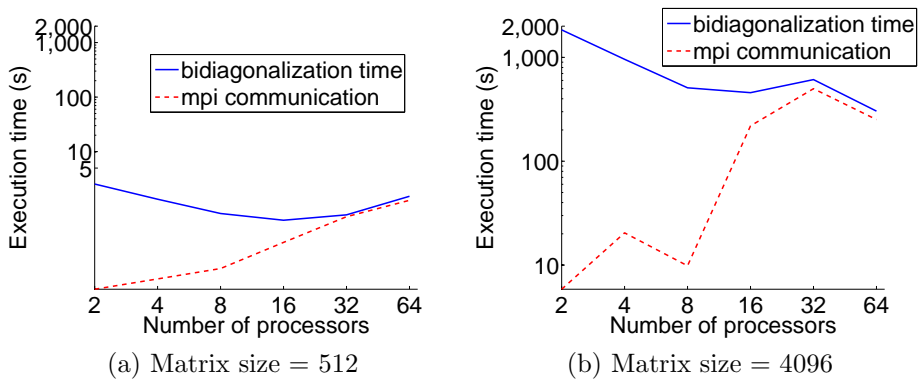 2,000
1,000
100
10
5
Execution time (s)
bidiagonalization time
mpi communication
2 4 8 16 32 64
Number of processors
(a) Matrix size = 512
2,000
1,000
100
10
Execution time (s)
bidiagonalization time
mpi communication
2 4 8 16 32 64
Number of processors
(b) Matrix size = 4096